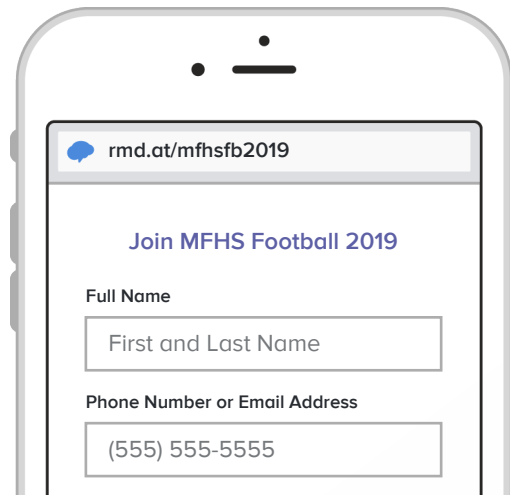 rmd.at/mfhsfb2019
Join MFHS Football 2019
Full Name
First and Last Name
Phone Number or Email Address
(555) 555-5555